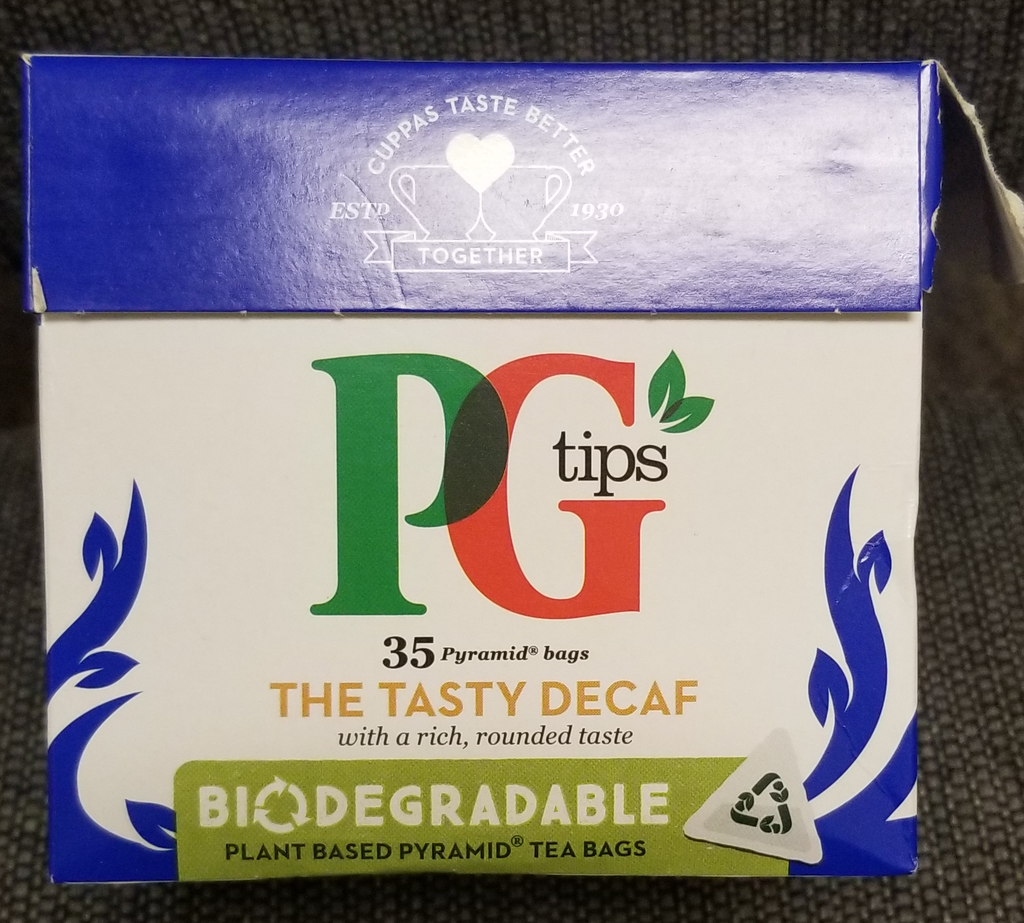 CUPPAS TASTE BETTER
ESTD 1930
TOGETHER
PG
tips
35 Pyramid® bags
THE TASTY DECAF
with a rich, rounded taste
BIODEGRADABLE
PLANT BASED PYRAMID® TEA BAGS